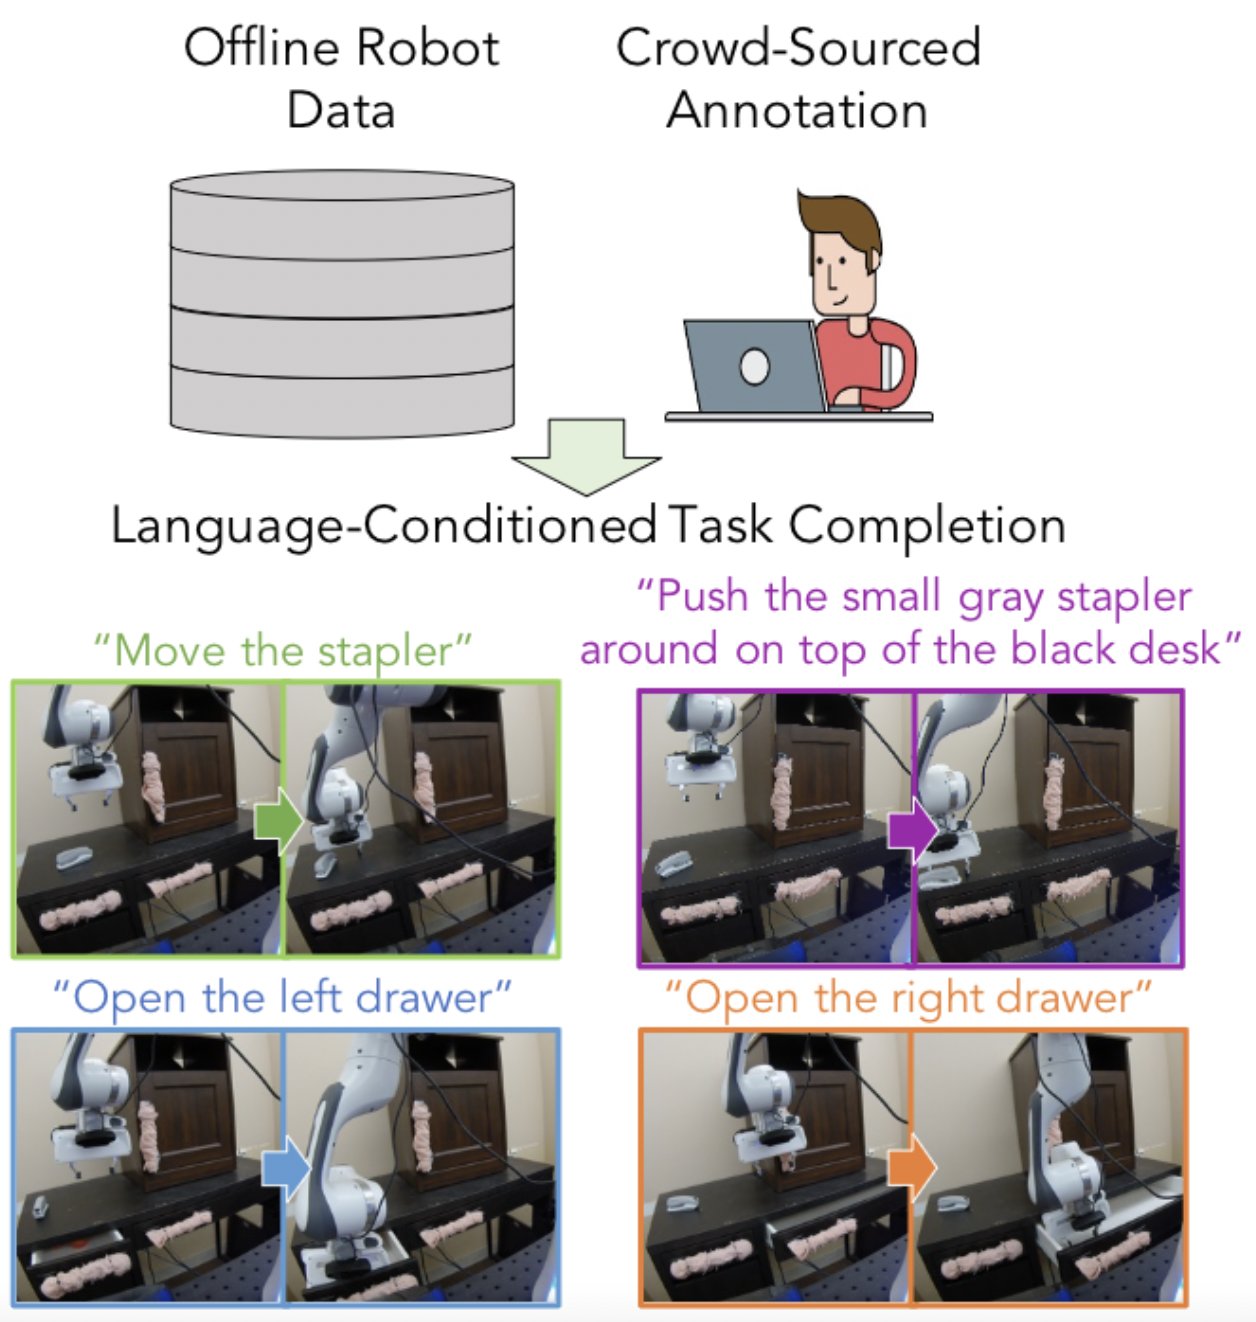 Offline Robot
Data
Crowd-Sourced
Annotation
Language-Conditioned Task Completion
“Move the stapler”
“Push the small gray stapler
around on top of the black desk”
“Open the left drawer”
“Open the right drawer”